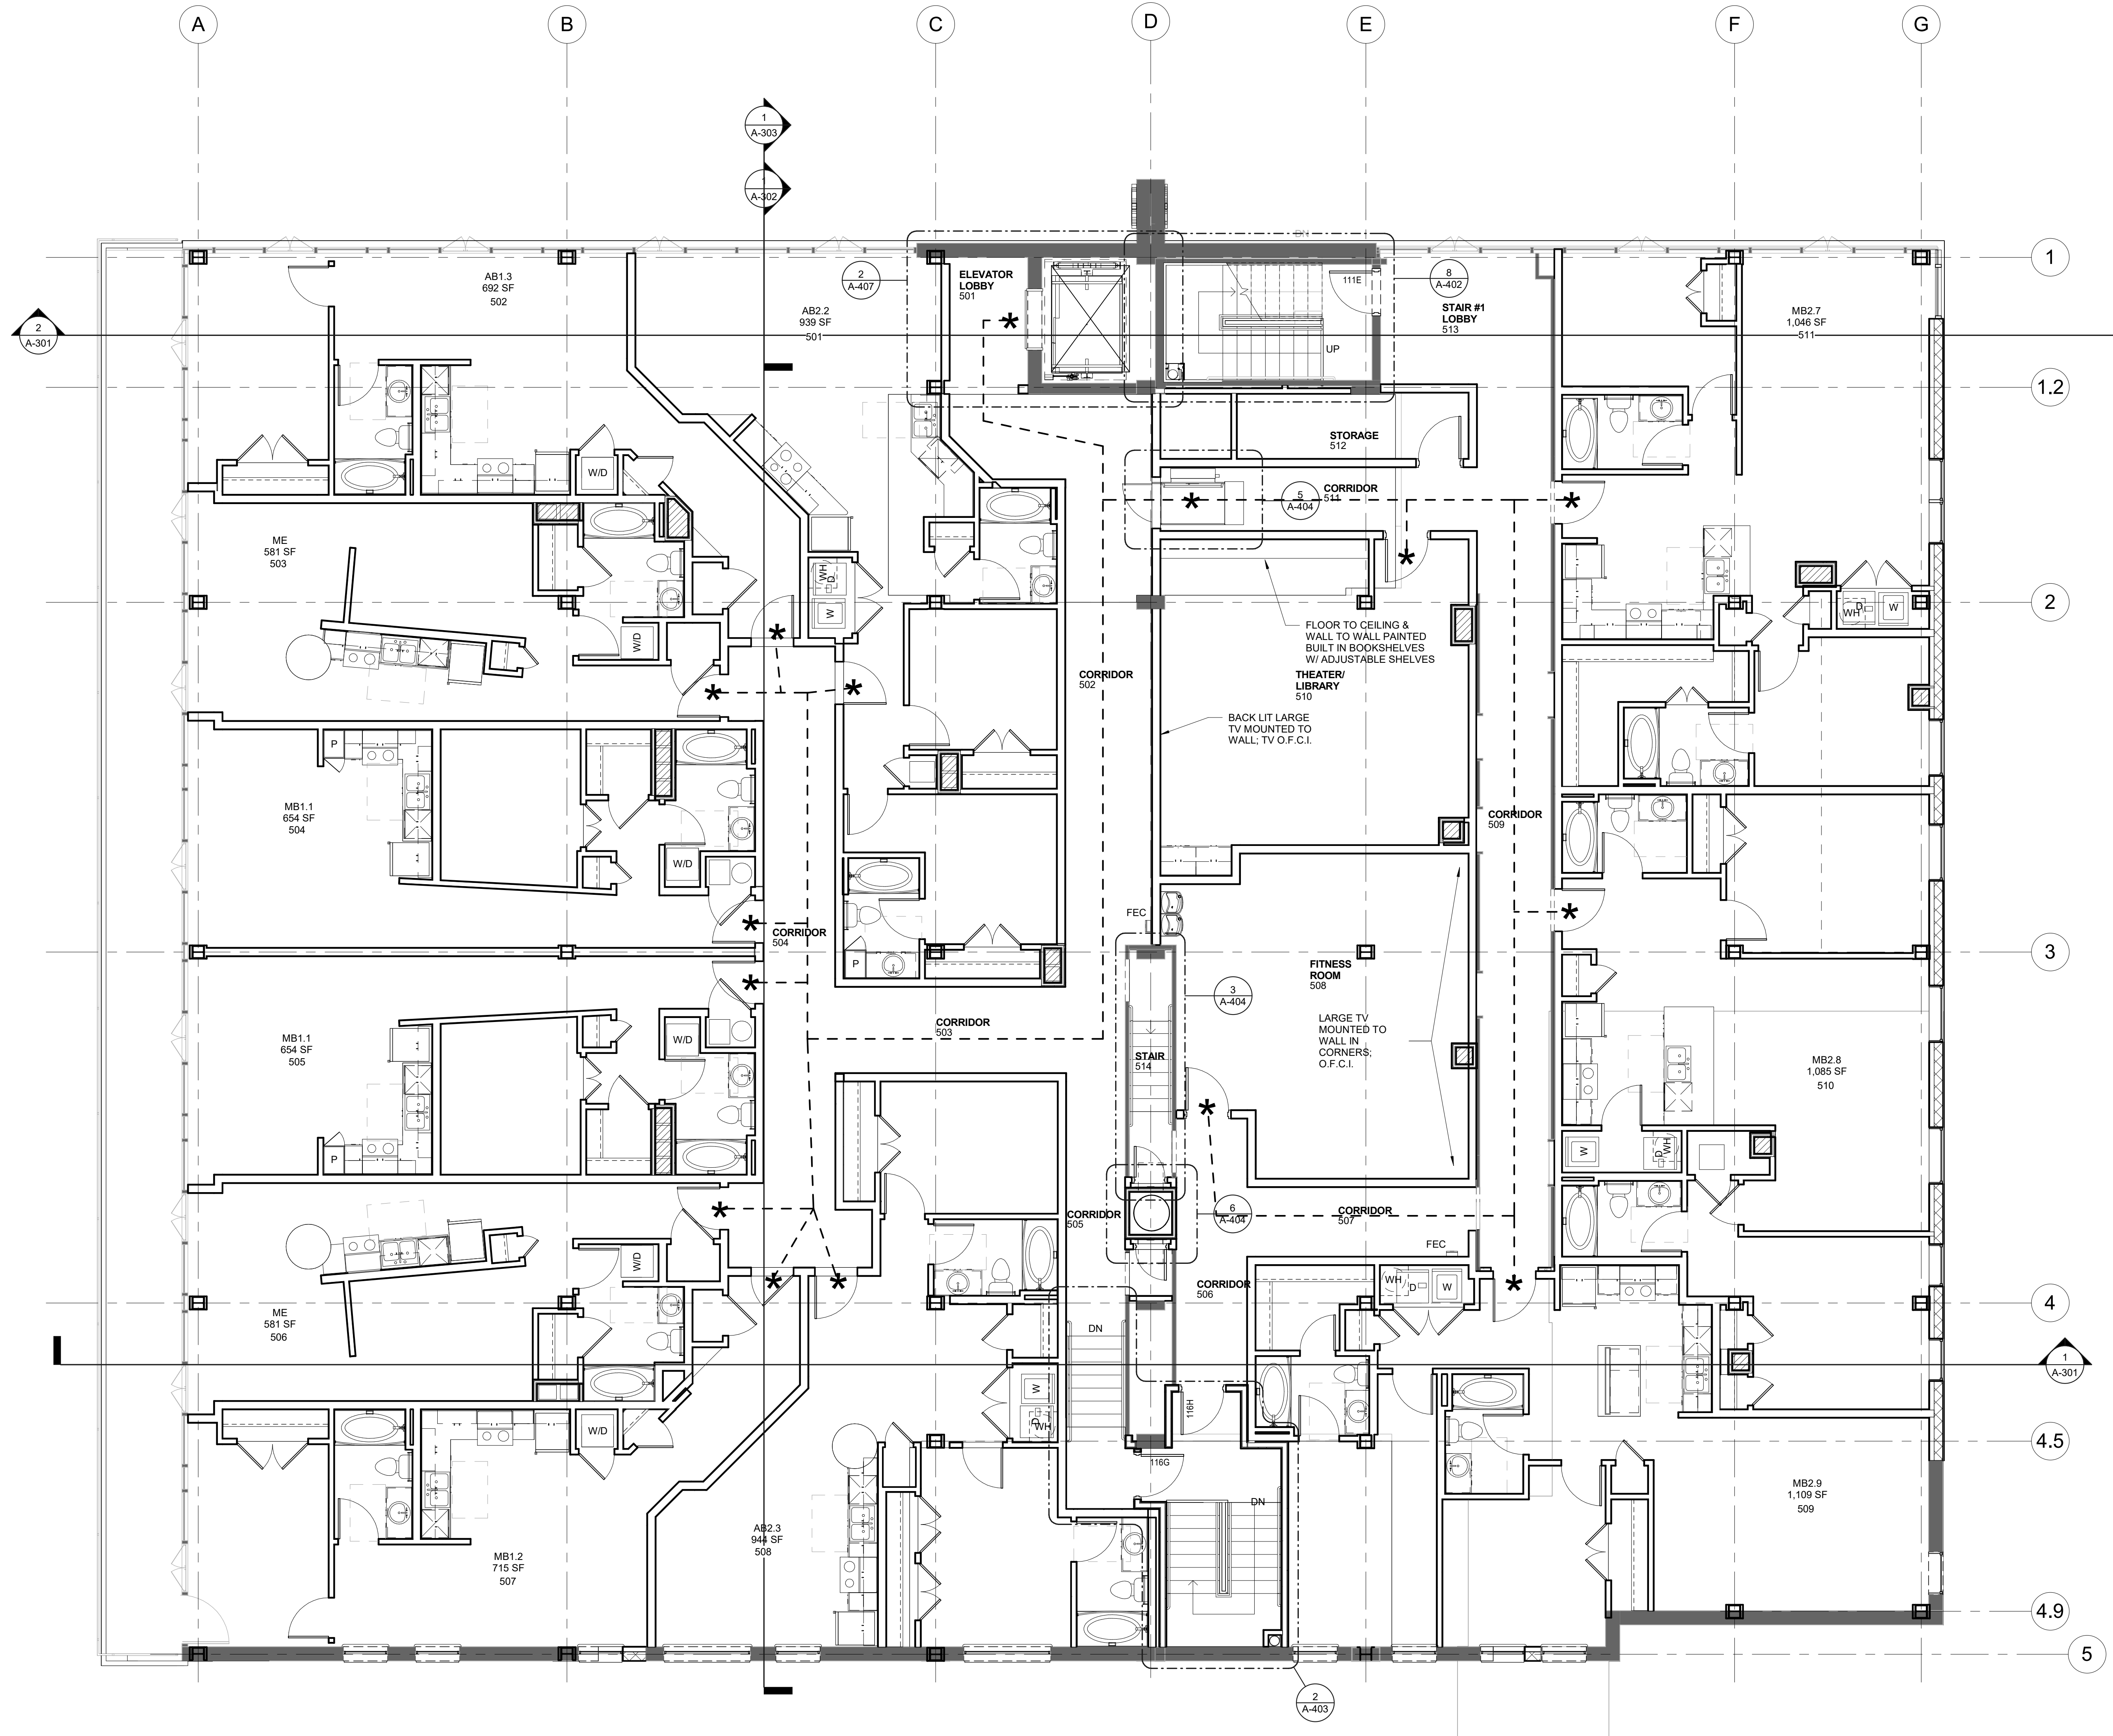 A
B
C
D
E
F
G
1
A-303
1
A-302
DN
AB1.3
692 SF
502
AB2.2
939 SF
501
2
A-407
ELEVATOR
LOBBY
501
111E
UP
8
A-402
STAIR #1
LOBBY
513
MB2.7
1,046 SF
511
1
2
A-301
1.2
STORAGE
512
W/D
5
A-404
CORRIDOR
511
ME
581 SF
503
WH
D
W
W/D
2
D
W
WH
FLOOR TO CEILING &
WALL TO WALL PAINTED
BUILT IN BOOKSHELVES
W/ ADJUSTABLE SHELVES
THEATER/
LIBRARY
510
CORRIDOR
502
BACK LIT LARGE
TV MOUNTED TO
WALL; TV O.F.C.I.
P
MB1.1
654 SF
504
W/D
CORRIDOR
509
FEC
CORRIDOR
504
P
3
FITNESS
ROOM
508
3
A-404
LARGE TV
MOUNTED TO
WALL IN
CORNERS;
O.F.C.I.
CORRIDOR
503
MB1.1
654 SF
505
W/D
STAIR
514
MB2.8
1,085 SF
510
P
W
D
WH
CORRIDOR
505
6
A-404
CORRIDOR
507
FEC
W/D
ME
581 SF
506
CORRIDOR
506
WH
D
W
4
DN
1
A-301
W
D
WH
116H
W/D
116G
4.5
DN
MB2.9
1,109 SF
509
AB2.3
944 SF
508
MB1.2
715 SF
507
4.9
5
2
A-403